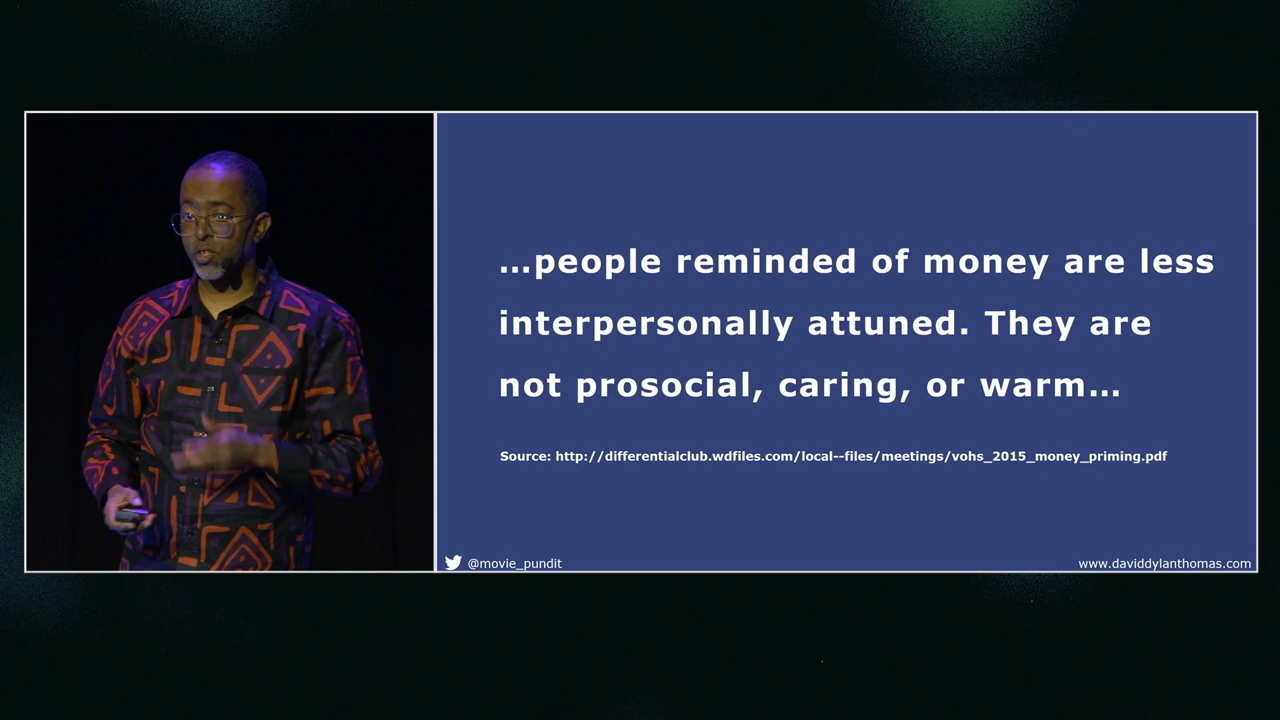 …people reminded of money are less
interpersonally attuned. They are
not prosocial, caring, or warm…
Source: http://differentialclub.wdfiles.com/local--files/meetings/vohs_2015_money_priming.pdf
@movie_pundit
www.daviddylanthomas.com